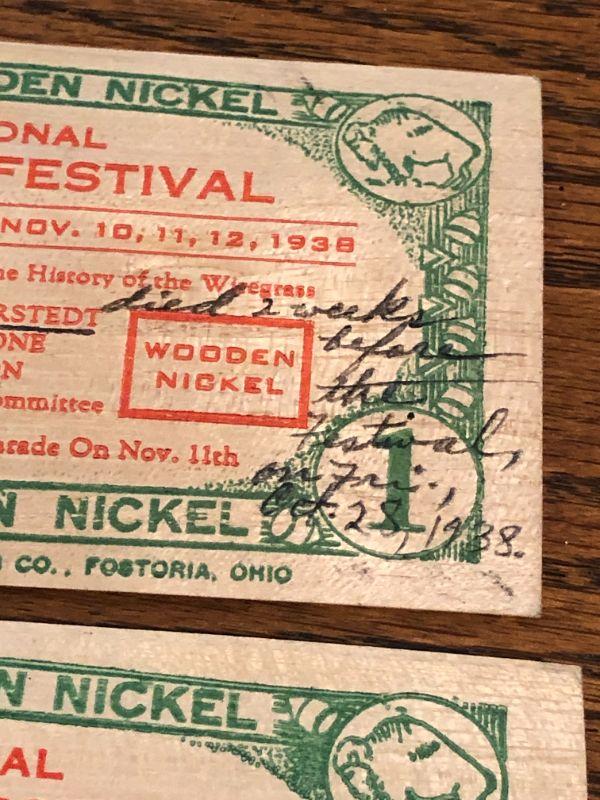 DEN NICKEL
ONAL
FESTIVAL
NOV. 10, 11, 12, 1938
he History of the Wiregrass
RSTEDT died 2 weeks
ONE before
WOODEN
NICKEL
N the
ommittee Festival,
arade On Nov. 11th on Fri.,
N NICKEL 1 Oct. 28, 1938.
CO., FOSTORIA, OHIO
N NICKEL
AL